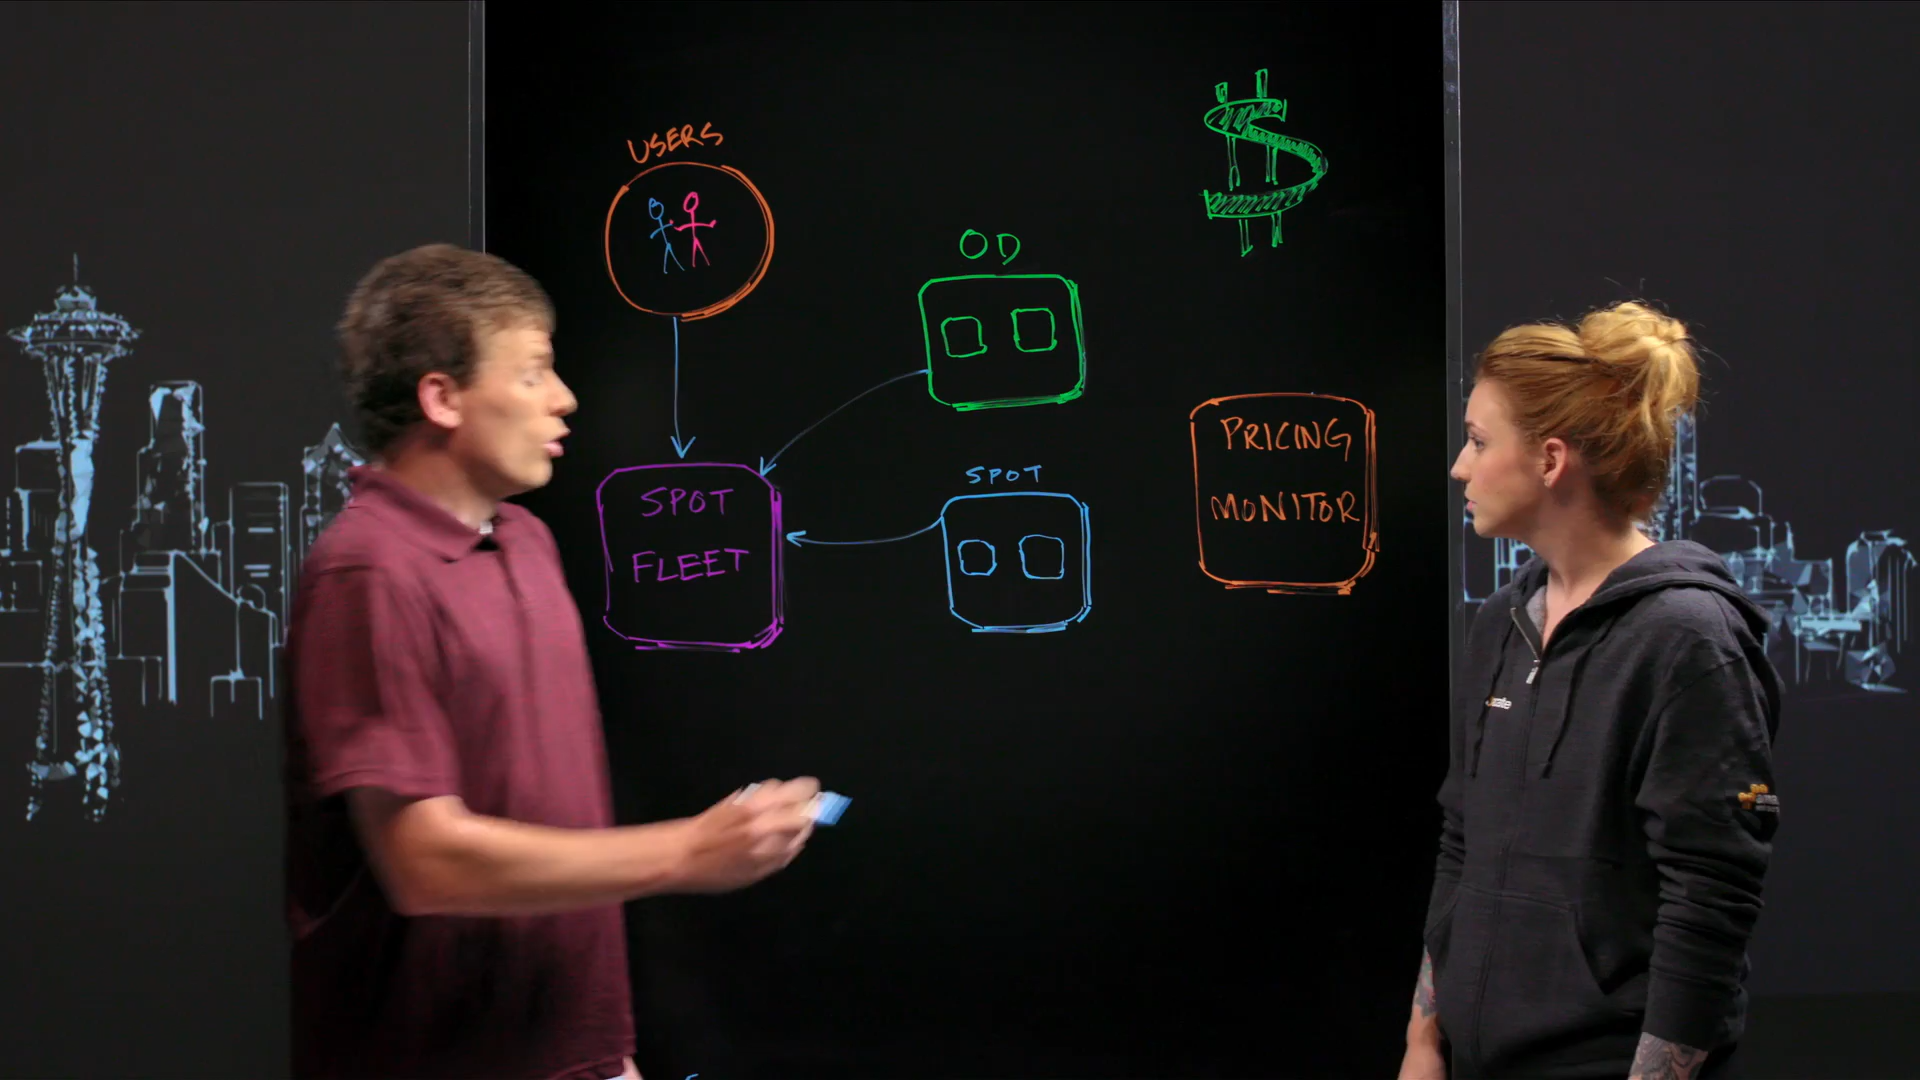 USERS
OD
SPOT
SPOT
FLEET
PRICING
MONITOR